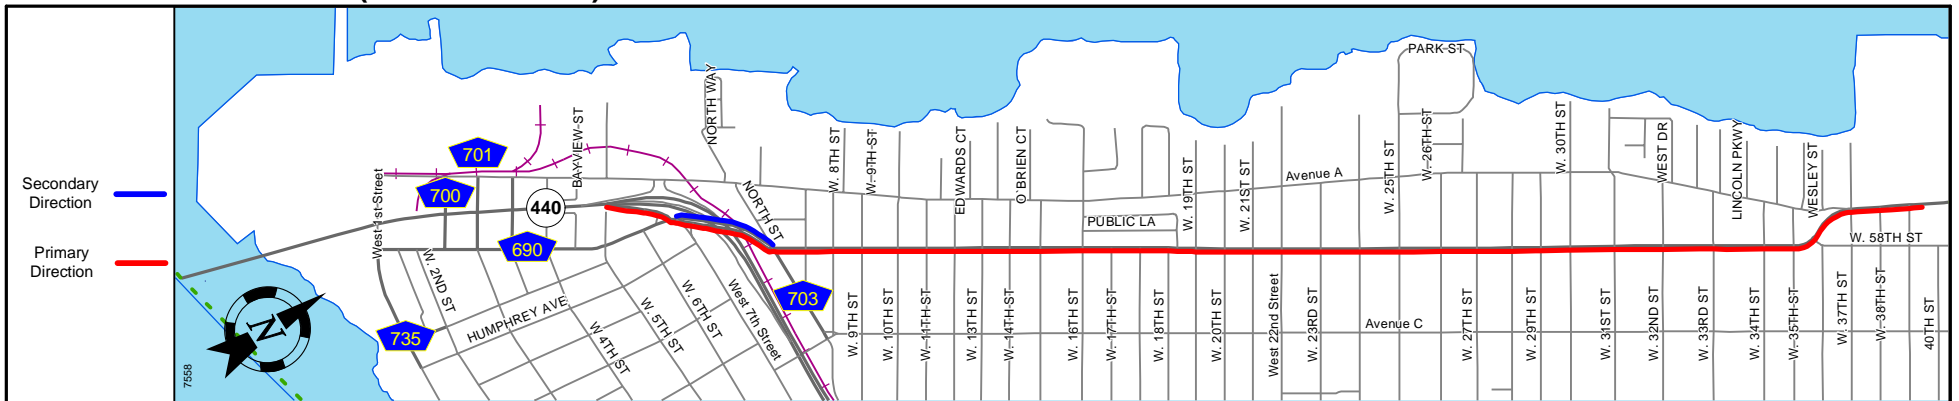 Secondary
Direction
Primary
Direction
7558
N
West 1st Street
701
700
440
690
735
703
BAYVIEW ST
NORTH WAY
NORTH ST
W. 2ND ST
HUMPHREY AVE
W. 4TH ST
W. 5TH ST
W. 6TH ST
West 7th Street
W. 8TH ST
W. 9TH ST
EDWARDS CT
O'BRIEN CT
PUBLIC LA
W. 19TH ST
W. 21ST ST
Avenue A
W. 25TH ST
W. 26TH ST
PARK ST
W. 30TH ST
WEST DR
LINCOLN PKWY
WESLEY ST
W. 58TH ST
W. 9TH ST
W. 10TH ST
W. 11TH ST
W. 13TH ST
W. 14TH ST
W. 16TH ST
W. 17TH ST
W. 18TH ST
W. 20TH ST
West 22nd Street
W. 23RD ST
Avenue C
W. 27TH ST
W. 29TH ST
W. 31ST ST
W. 32ND ST
W. 33RD ST
W. 34TH ST
W. 35TH ST
W. 37TH ST
W. 38TH ST
40TH ST